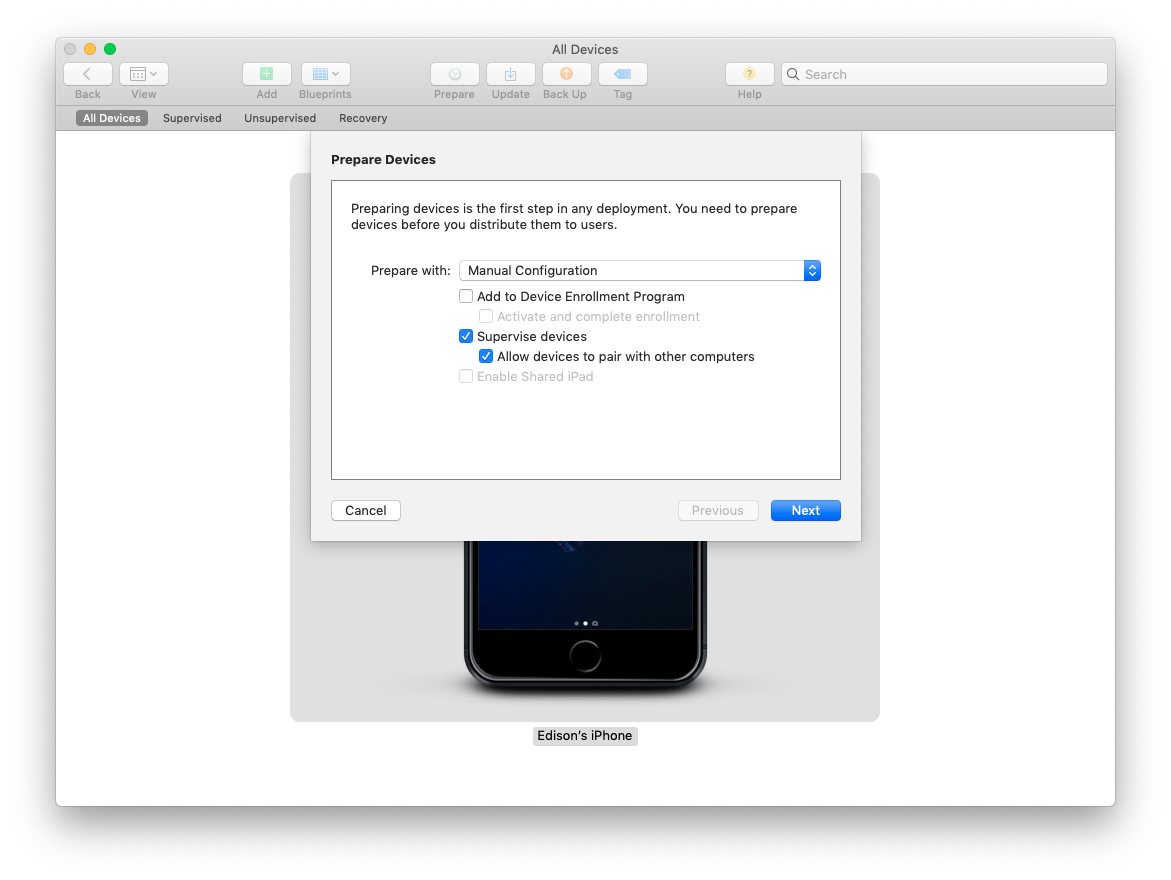 All Devices
Back
View
Add
Blueprints
Prepare
Update
Back Up
Tag
?
Help
Search
All Devices
Supervised
Unsupervised
Recovery
Prepare Devices
Preparing devices is the first step in any deployment. You need to prepare
devices before you distribute them to users.
Prepare with: Manual Configuration
Add to Device Enrollment Program
Activate and complete enrollment
Supervise devices
Allow devices to pair with other computers
Enable Shared iPad
Cancel
Previous
Next
Edison’s iPhone